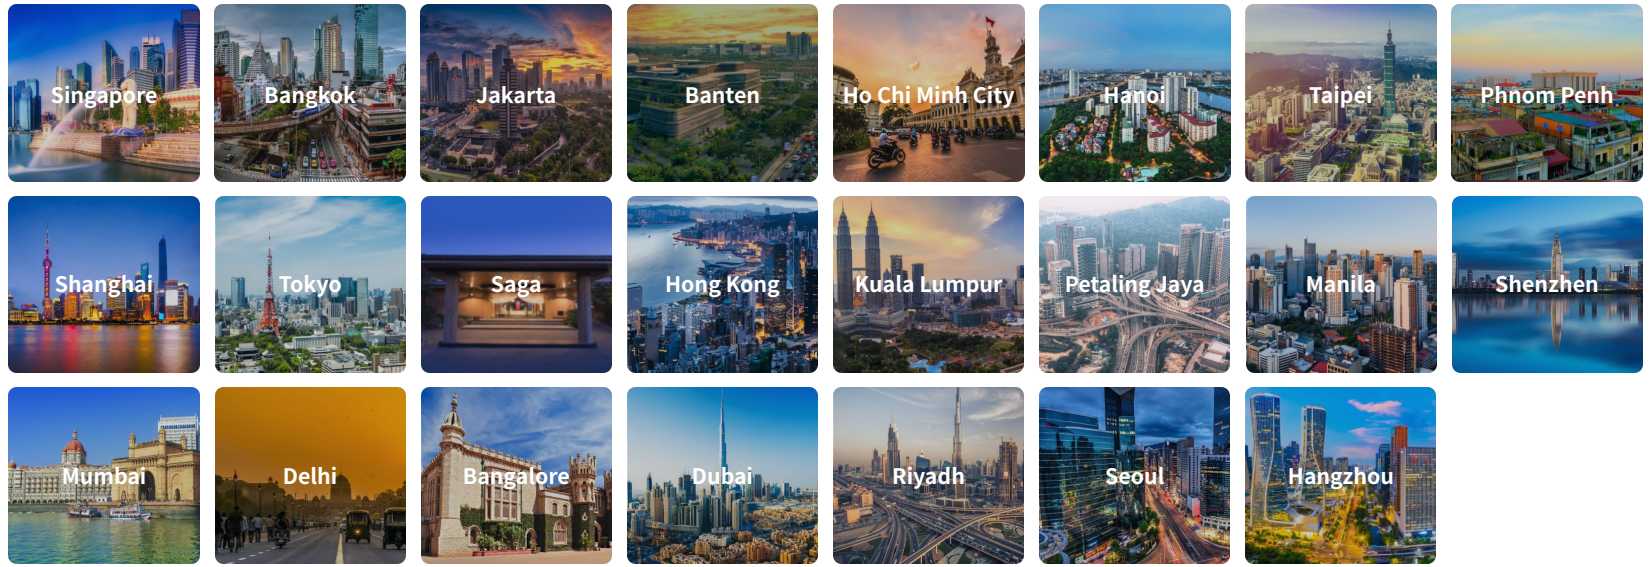 Singapore
Bangkok
Jakarta
Banten
Ho Chi Minh City
Hanoi
Taipei
Phnom Penh
Shanghai
Tokyo
Saga
Hong Kong
Kuala Lumpur
Petaling Jaya
Manila
Shenzhen
Mumbai
Delhi
Bangalore
Dubai
Riyadh
Seoul
Hangzhou